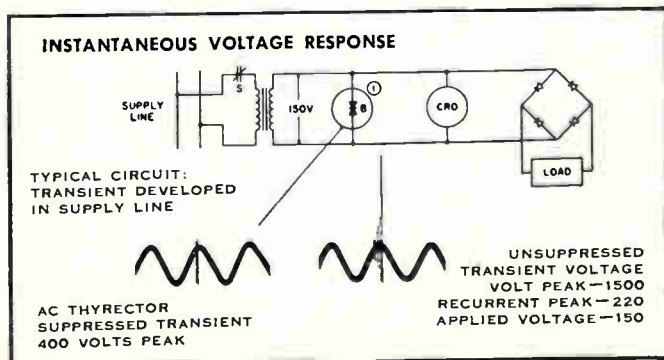 INSTANTANEOUS VOLTAGE RESPONSE
SUPPLY
LINE
S
150V
B
1
CRO
LOAD
TYPICAL CIRCUIT:
TRANSIENT DEVELOPED
IN SUPPLY LINE
AC THYRECTOR
SUPPRESSED TRANSIENT
400 VOLTS PEAK
UNSUPPRESSED
TRANSIENT VOLTAGE
VOLT PEAK—1500
RECURRENT PEAK—220
APPLIED VOLTAGE—150